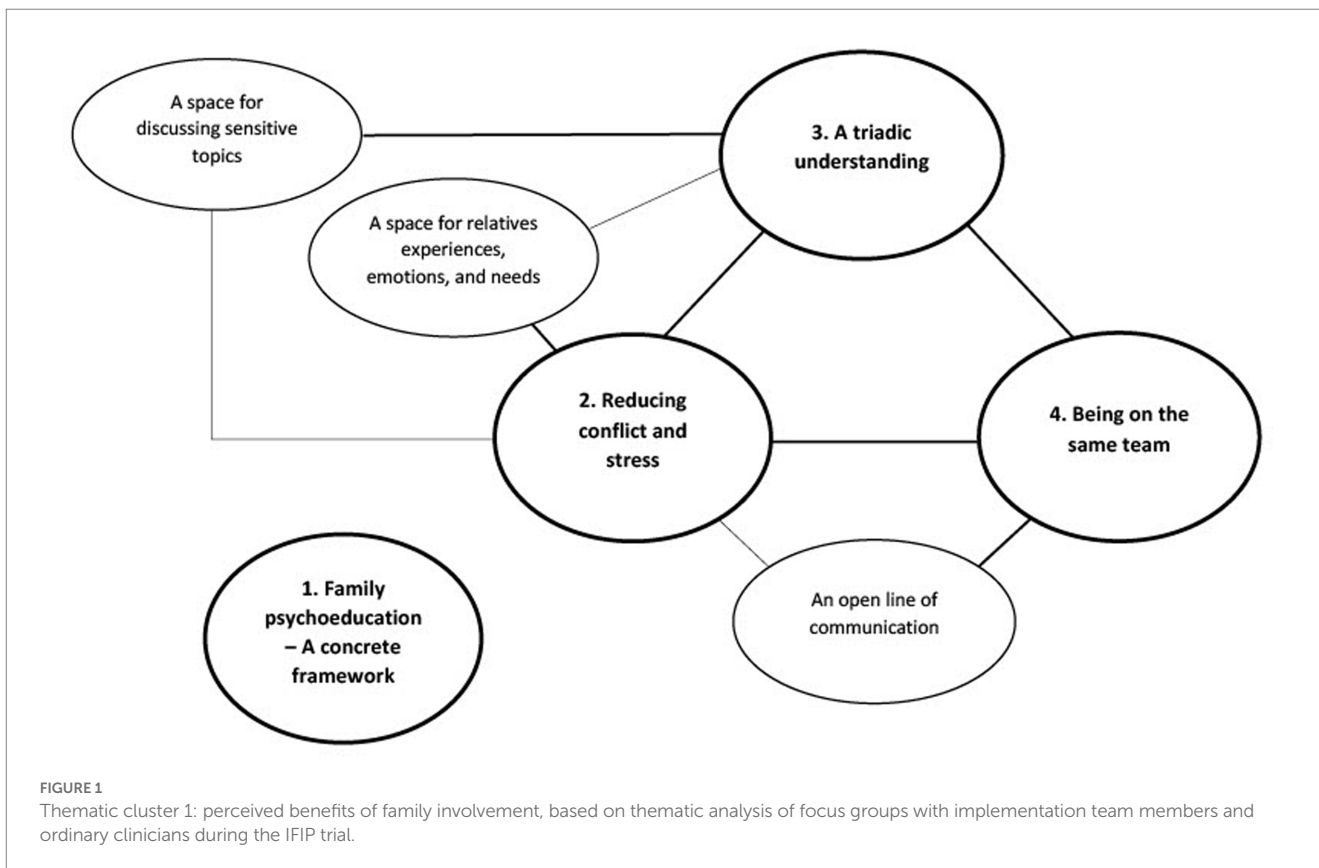 A space for
discussing sensitive
topics
3. A triadic
understanding
A space for relatives
experiences,
emotions, and needs
2. Reducing
conflict and
stress
4. Being on the
same team
1. Family
psychoeducation
– A concrete
framework
An open line of
communication
FIGURE 1
Thematic cluster 1: perceived benefits of family involvement, based on thematic analysis of focus groups with implementation team members and
ordinary clinicians during the IFIP trial.